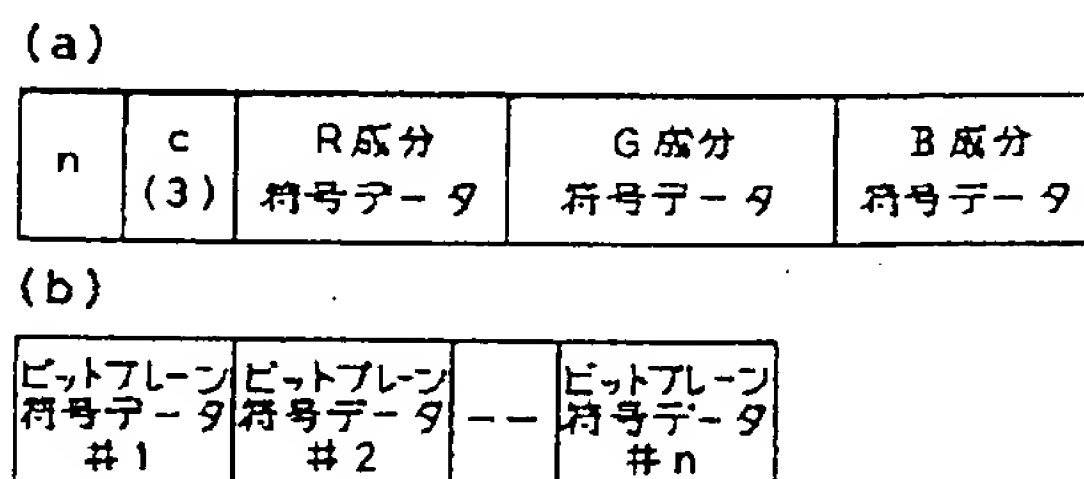 (a)
n
c
(3)
R成分
符号データ
G成分
符号データ
B成分
符号データ
(b)
ビットプレーン
符号データ
#1
ビットプレーン
符号データ
#2
ーー
ビットプレーン
符号データ
#n